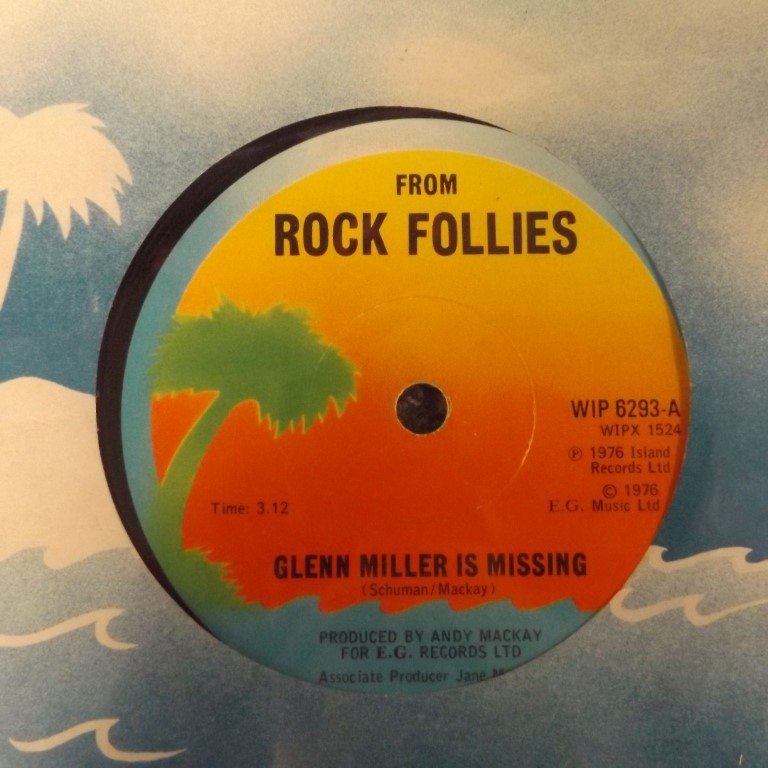 FROM
ROCK FOLLIES
WIP 6293-A
WIPX 1524
℗ 1976 Island
Records Ltd
© 1976
E.G. Music Ltd
Time: 3.12
GLENN MILLER IS MISSING
(Schuman/Mackay)
PRODUCED BY ANDY MACKAY
FOR E.G. RECORDS LTD
Associate Producer Jane